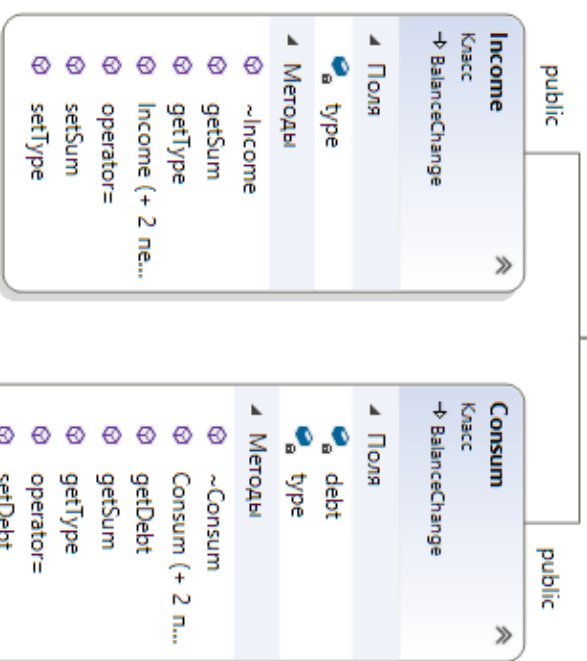 public
Income
Класс
BalanceChange
Поля
type
Методы
~Income
getSum
getType
Income (+ 2 пе...
operator=
setSum
setType
public
Consum
Класс
BalanceChange
Поля
debt
type
Методы
~Consum
Consum (+ 2 п...
getDebt
getSum
getType
operator=
setDebt